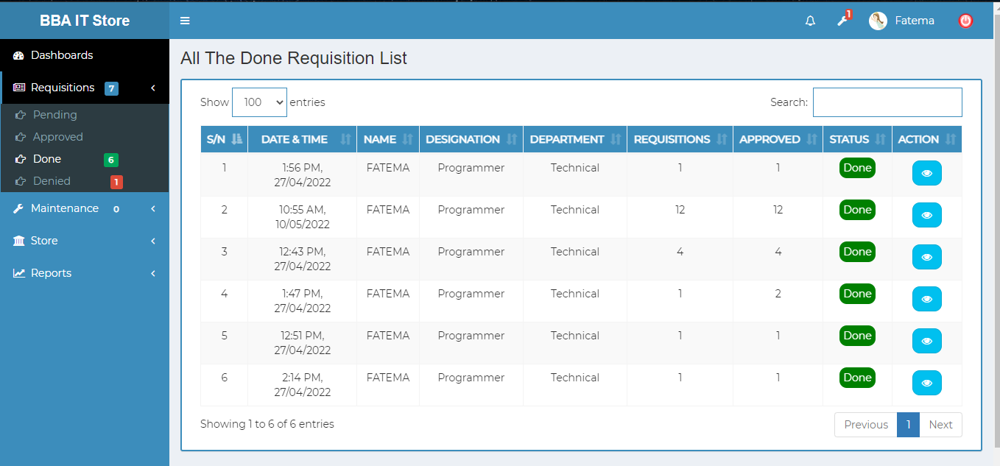 BBA IT Store
1
Fatema
Dashboards
Requisitions 7
Pending
Approved
Done 6
Denied 1
Maintenance 0
Store
Reports
All The Done Requisition List
Show 100 entries
Search:
S/N DATE & TIME NAME DESIGNATION DEPARTMENT REQUISITIONS APPROVED STATUS ACTION
1 1:56 PM, FATEMA Programmer Technical 1 1 Done
27/04/2022
2 10:55 AM, FATEMA Programmer Technical 12 12 Done
10/05/2022
3 12:43 PM, FATEMA Programmer Technical 4 4 Done
27/04/2022
4 1:47 PM, FATEMA Programmer Technical 1 2 Done
27/04/2022
5 12:51 PM, FATEMA Programmer Technical 1 1 Done
27/04/2022
6 2:14 PM, FATEMA Programmer Technical 1 1 Done
27/04/2022
Showing 1 to 6 of 6 entries
Previous 1 Next